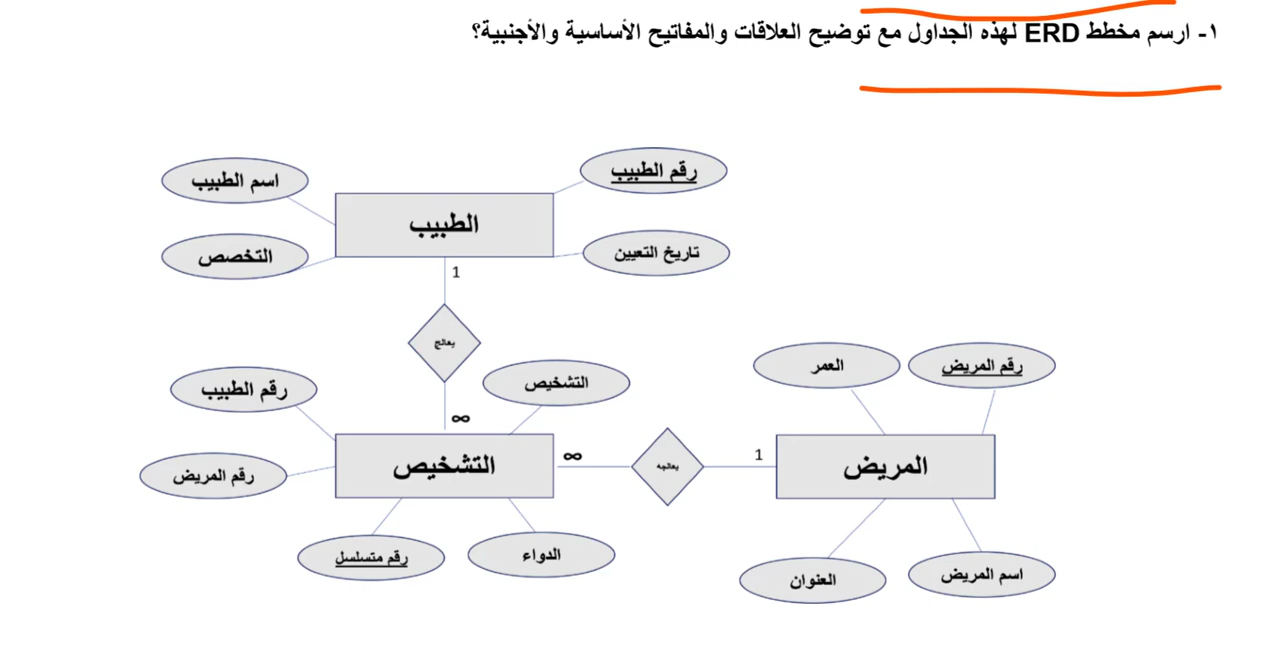 ١- ارسم مخطط ERD لهذه الجداول مع توضيح العلاقات والمفاتيح الأساسية والأجنبية؟
رقم الطبيب
اسم الطبيب
الطبيب
تاريخ التعيين
التخصص
1
يعالج
العمر
رقم المريض
التشخيص
رقم الطبيب
∞
المريض
1
يعالجه
∞
التشخيص
رقم المريض
الدواء
رقم متسلسل
اسم المريض
العنوان